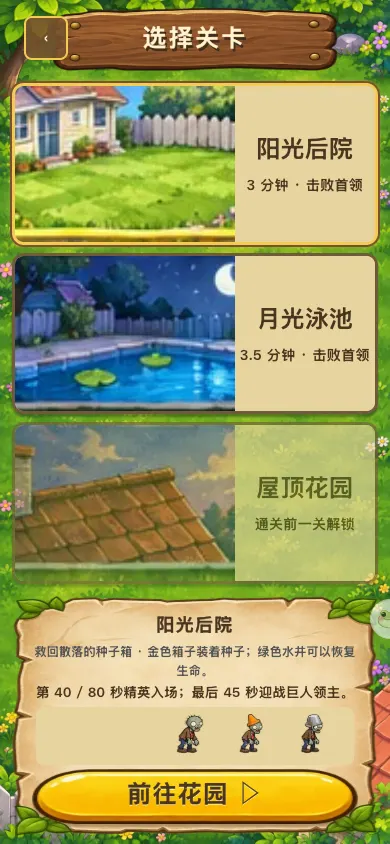 ‹
选择关卡
阳光后院
3 分钟 · 击败首领
月光泳池
3.5 分钟 · 击败首领
屋顶花园
通关前一关解锁
阳光后院
救回散落的种子箱 · 金色箱子装着种子；绿色水井可以恢复
生命。
第 40 / 80 秒精英入场；最后 45 秒迎战巨人领主。
前往花园 ▷